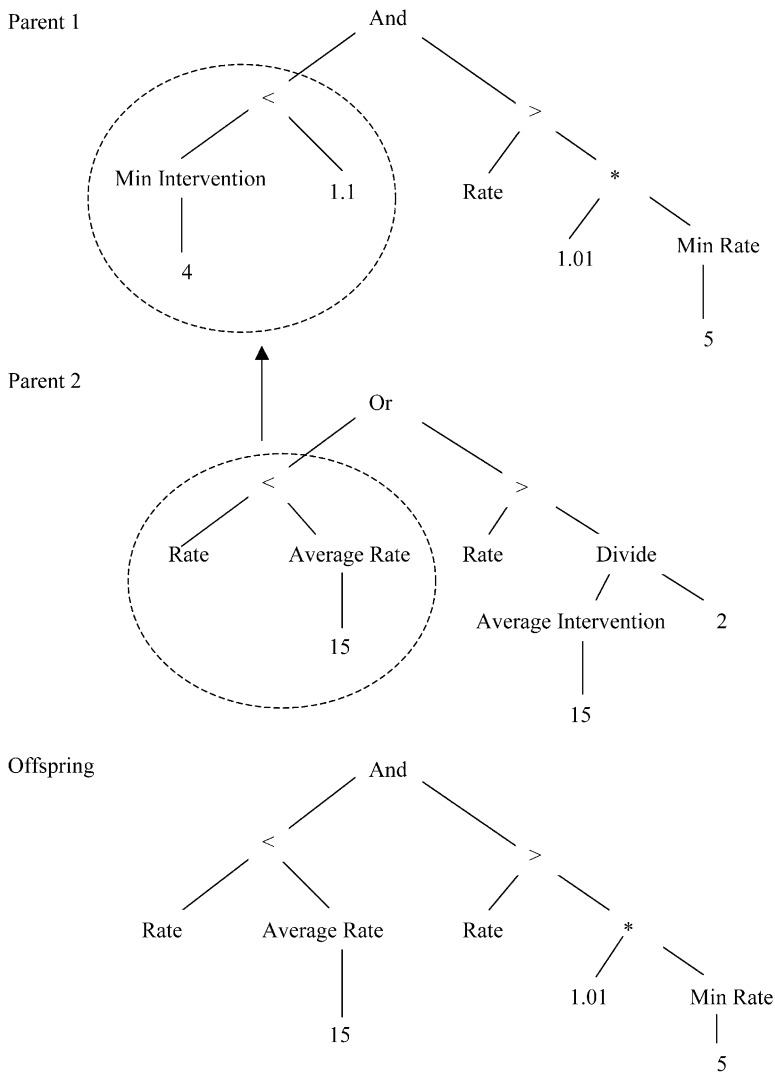 Parent 1
And
<
>
Min Intervention
1.1
Rate
*
4
1.01
Min Rate
5
Parent 2
Or
<
>
Rate
Average Rate
Rate
Divide
15
Average Intervention
2
15
Offspring
And
<
>
Rate
Average Rate
Rate
*
15
1.01
Min Rate
5